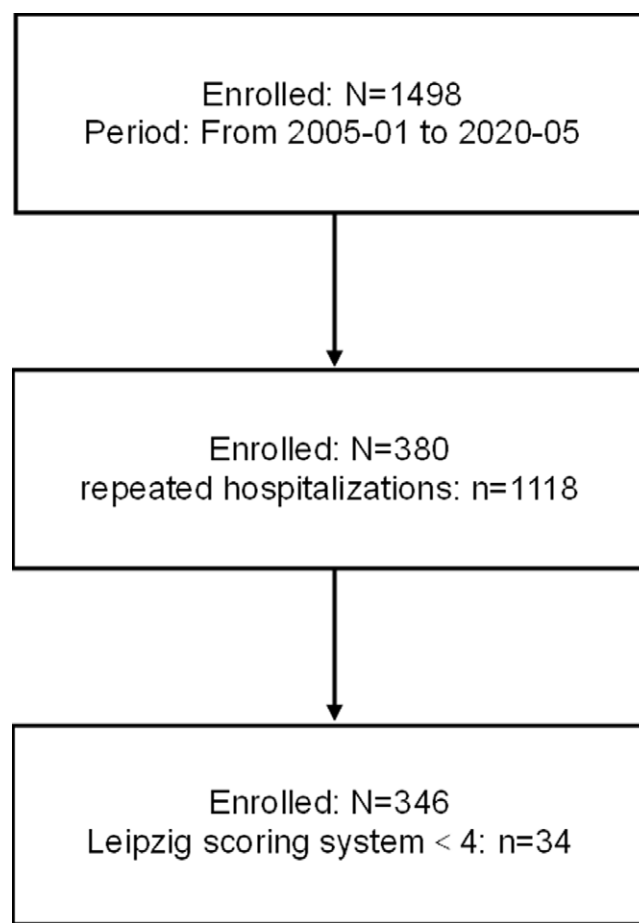 Enrolled: N=1498
Period: From 2005-01 to 2020-05
Enrolled: N=380
repeated hospitalizations: n=1118
Enrolled: N=346
Leipzig scoring system < 4: n=34